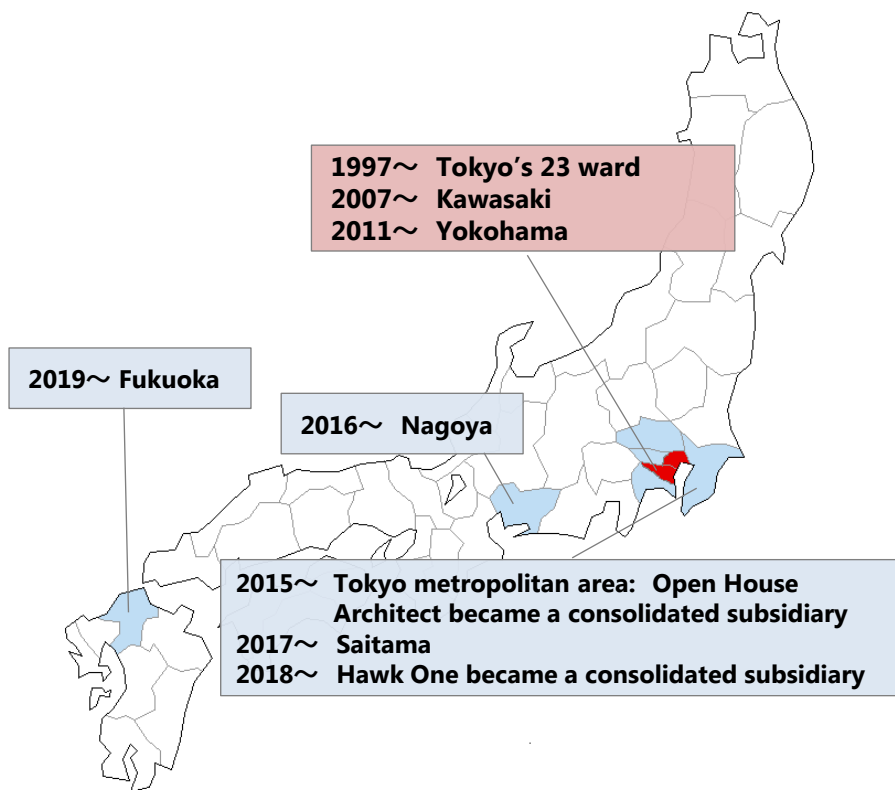 1997～ Tokyo’s 23 ward
2007～ Kawasaki
2011～ Yokohama
2019～ Fukuoka
2016～ Nagoya
2015～ Tokyo metropolitan area: Open House
Architect became a consolidated subsidiary
2017～ Saitama
2018～ Hawk One became a consolidated subsidiary